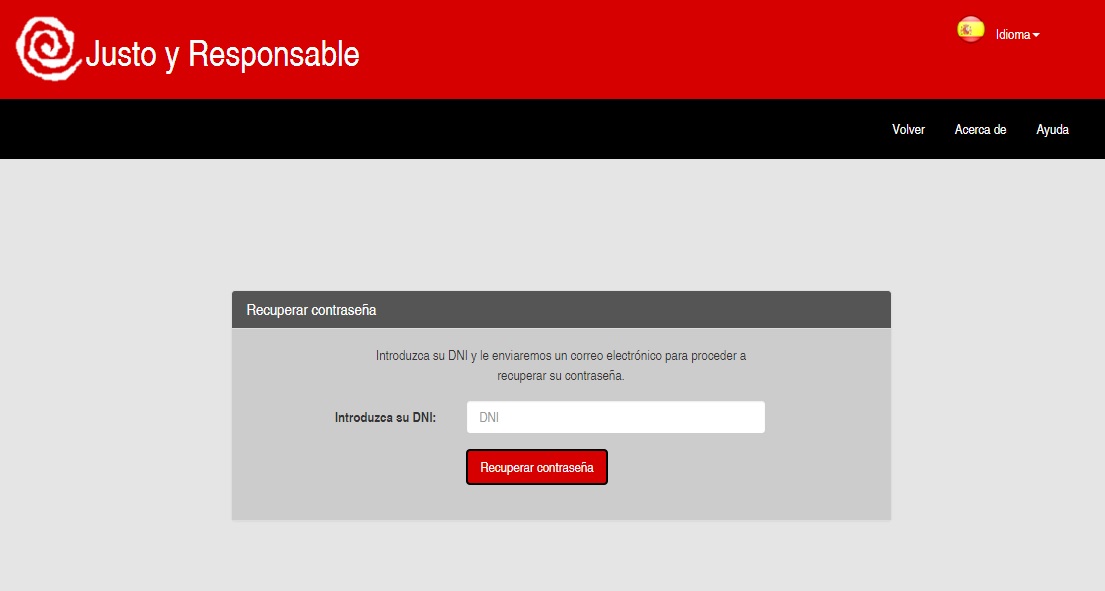 Justo y Responsable
Idioma
Volver Acerca de Ayuda
Recuperar contraseña
Introduzca su DNI y le enviaremos un correo electrónico para proceder a
recuperar su contraseña.
Introduzca su DNI: DNI
Recuperar contraseña